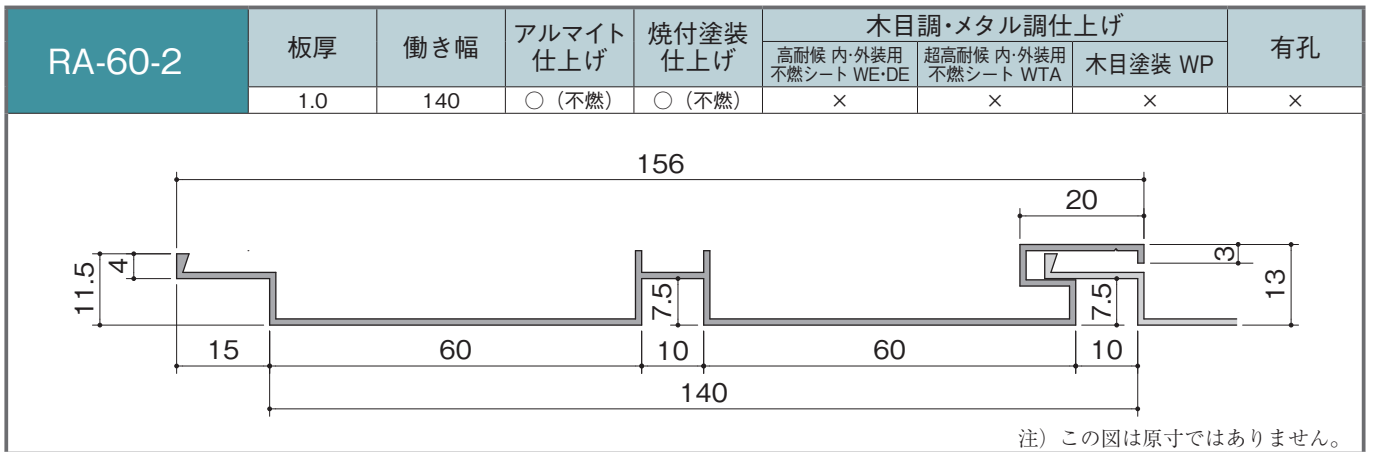 RA-60-2
板厚
働き幅
アルマイト
仕上げ
焼付塗装
仕上げ
木目調・メタル調仕上げ
高耐候 内・外装用
不燃シート WE・DE
超高耐候 内・外装用
不燃シート WTA
木目塗装 WP
有孔
1.0 140 ○（不燃） ○（不燃） × × × ×
156
20
11.5
4
7.5
7.5
3
13
15 60 10 60 10
140
注）この図は原寸ではありません。